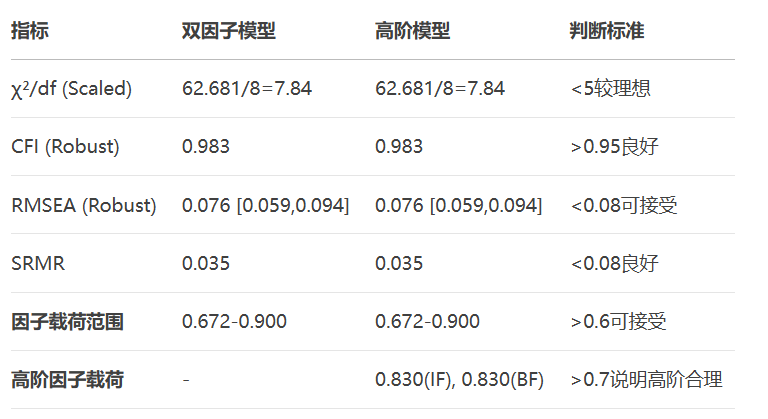 指标 双因子模型 高阶模型 判断标准
χ²/df (Scaled) 62.681/8=7.84 62.681/8=7.84 <5较理想
CFI (Robust) 0.983 0.983 >0.95良好
RMSEA (Robust) 0.076 [0.059,0.094] 0.076 [0.059,0.094] <0.08可接受
SRMR 0.035 0.035 <0.08良好
因子载荷范围 0.672-0.900 0.672-0.900 >0.6可接受
高阶因子载荷 - 0.830(IF), 0.830(BF) >0.7说明高阶合理